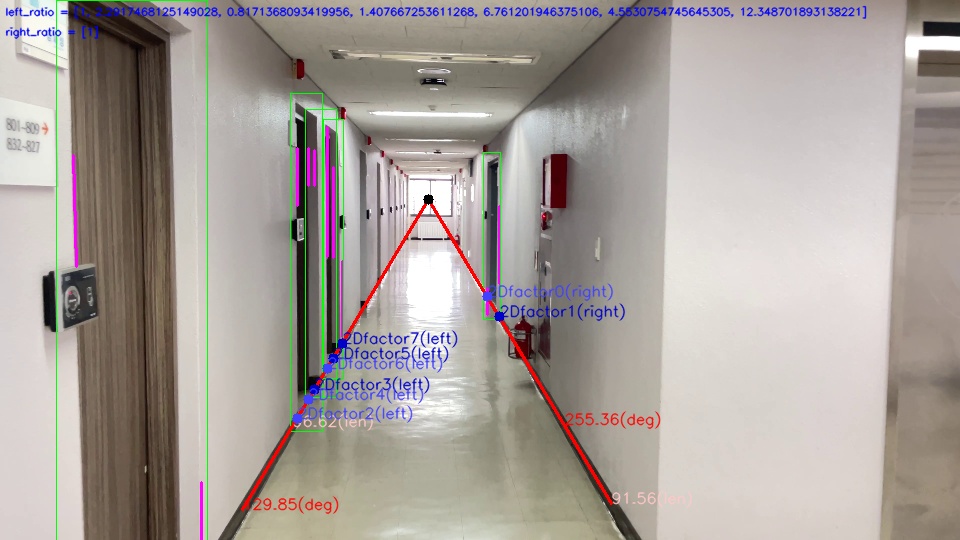 left_ratio = [1, 3.2917468125149028, 0.8171368093419956, 1.407667253611268, 6.761201946375106, 4.5530754745645305, 12.348701893138221]
right_ratio = [1]
801-809 →
832-827
2Dfactor0(right)
2Dfactor1(right)
2Dfactor7(left)
2Dfactor5(left)
2Dfactor6(left)
2Dfactor3(left)
2Dfactor4(left)
2Dfactor2(left)
255.36(deg)
91.56(len)
29.85(deg)